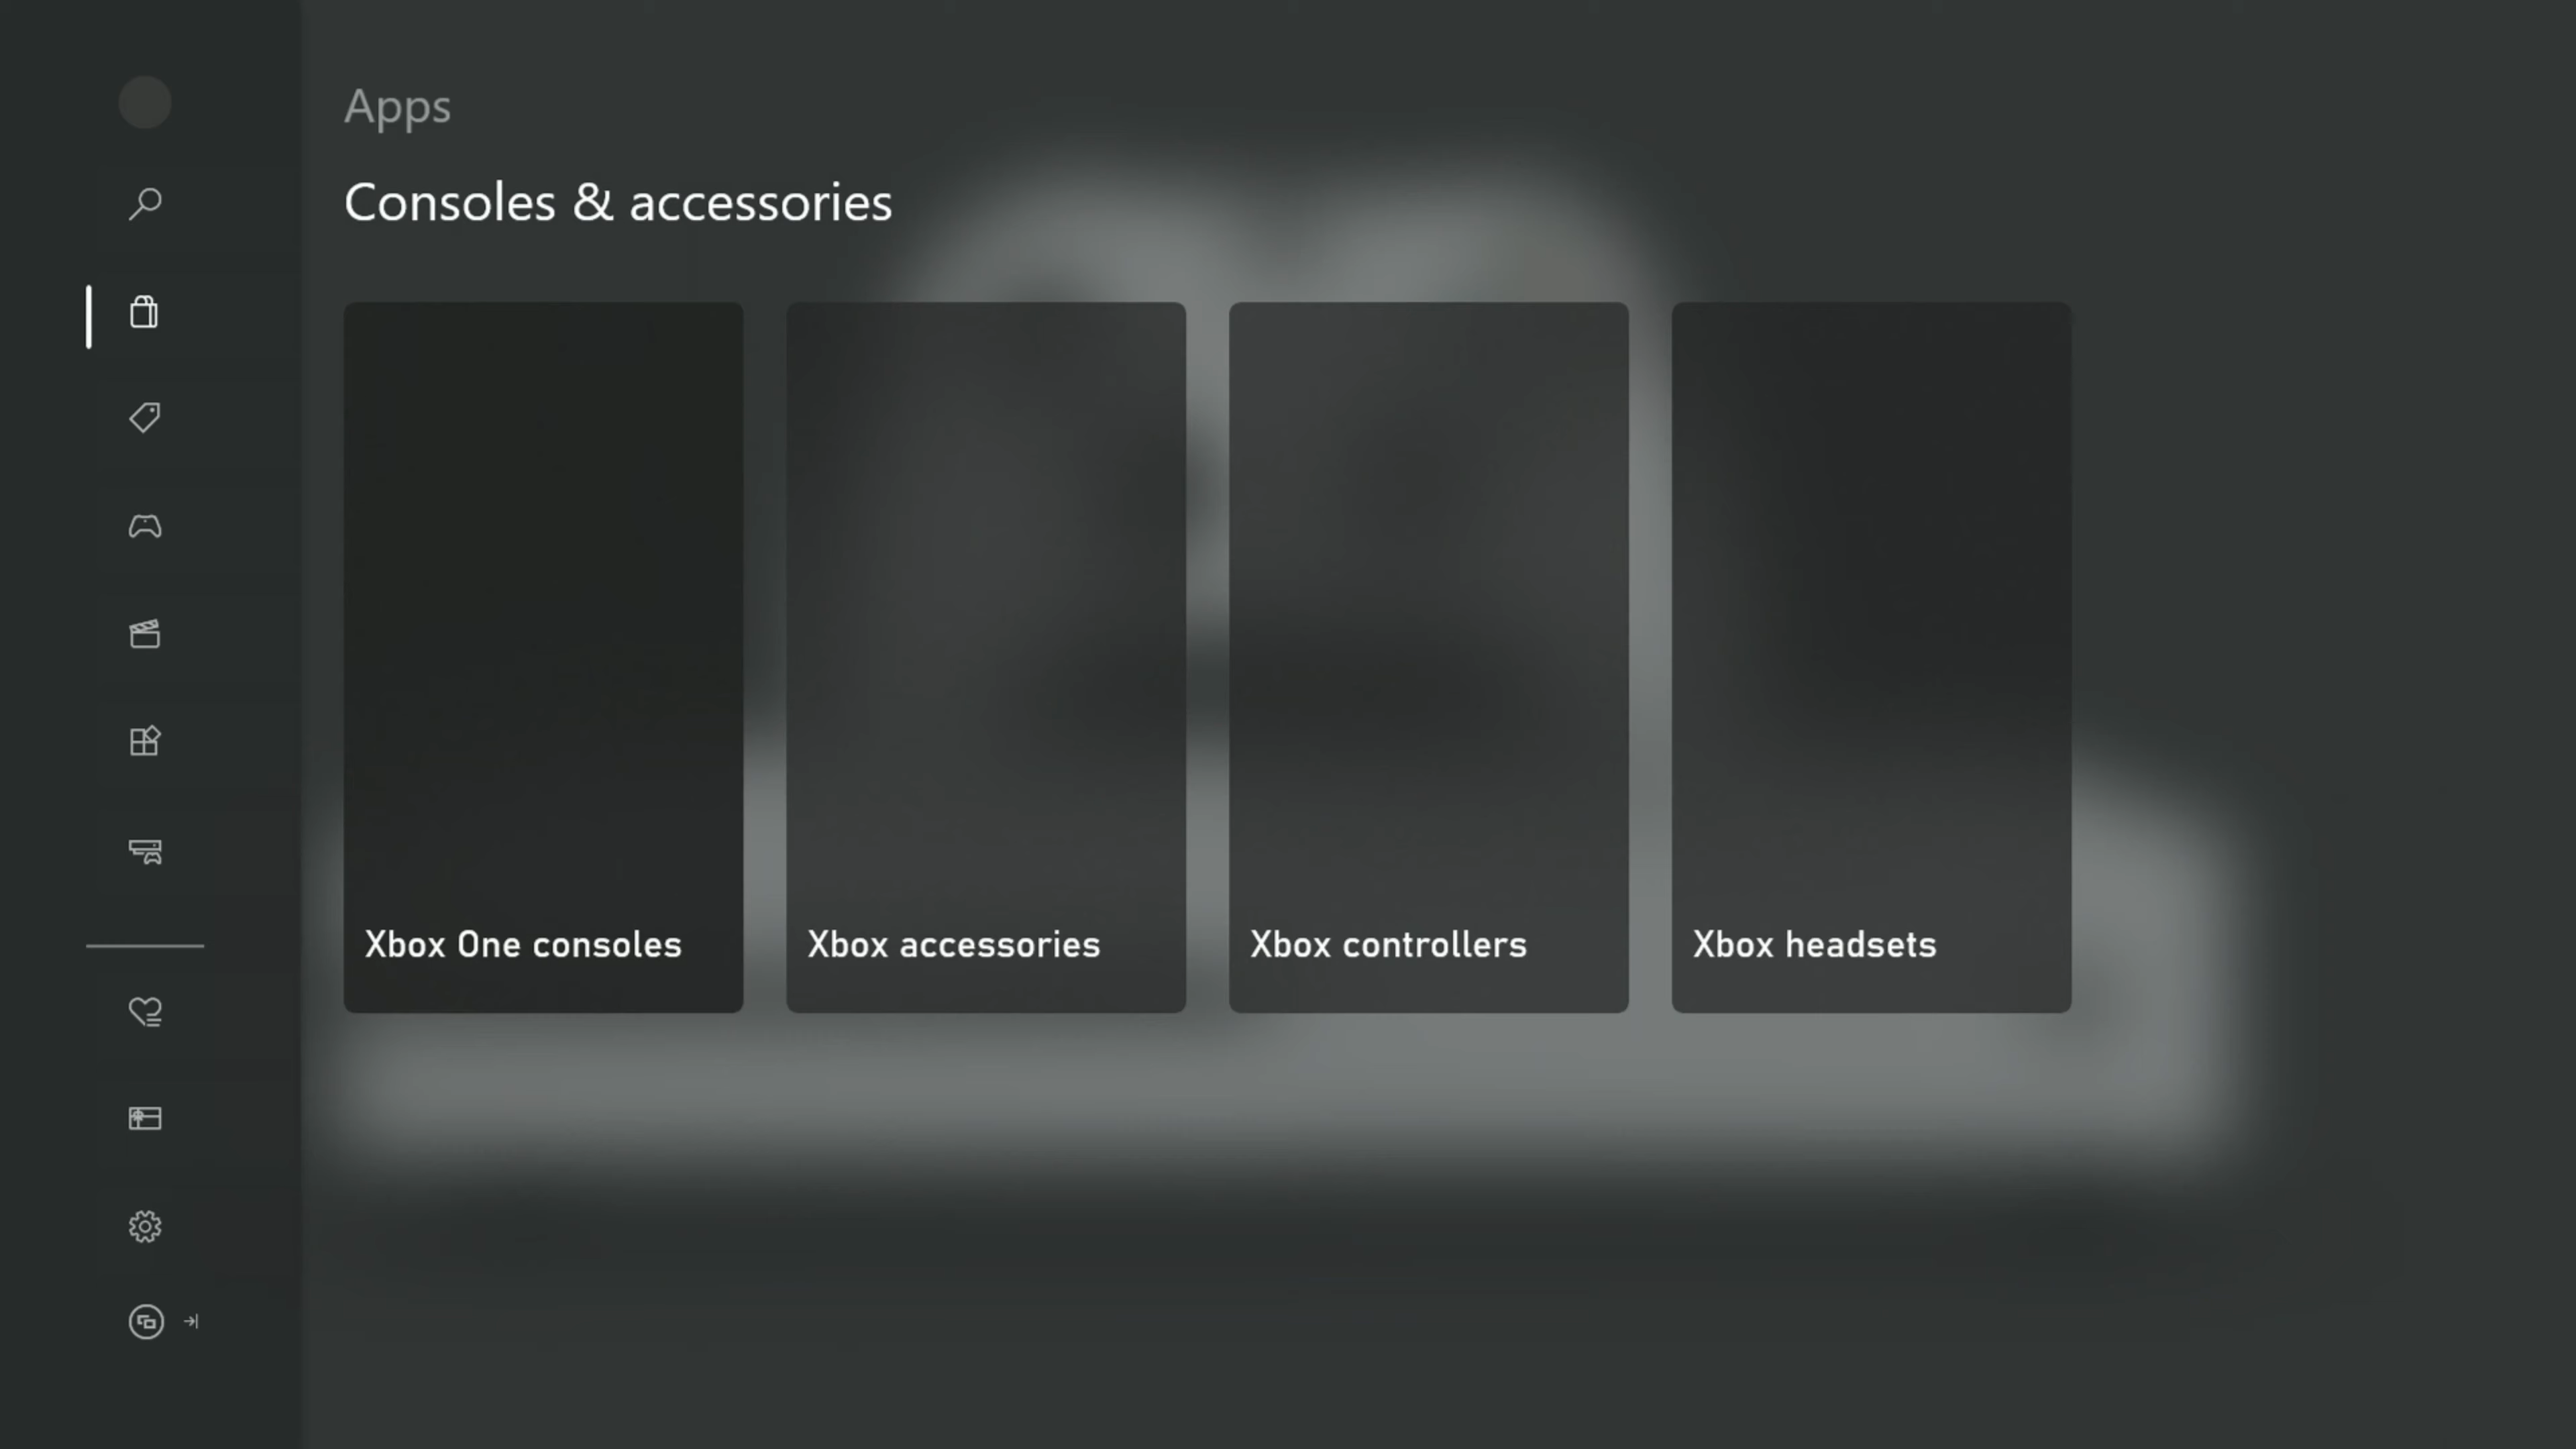 Apps
Consoles & accessories
Xbox One consoles
Xbox accessories
Xbox controllers
Xbox headsets